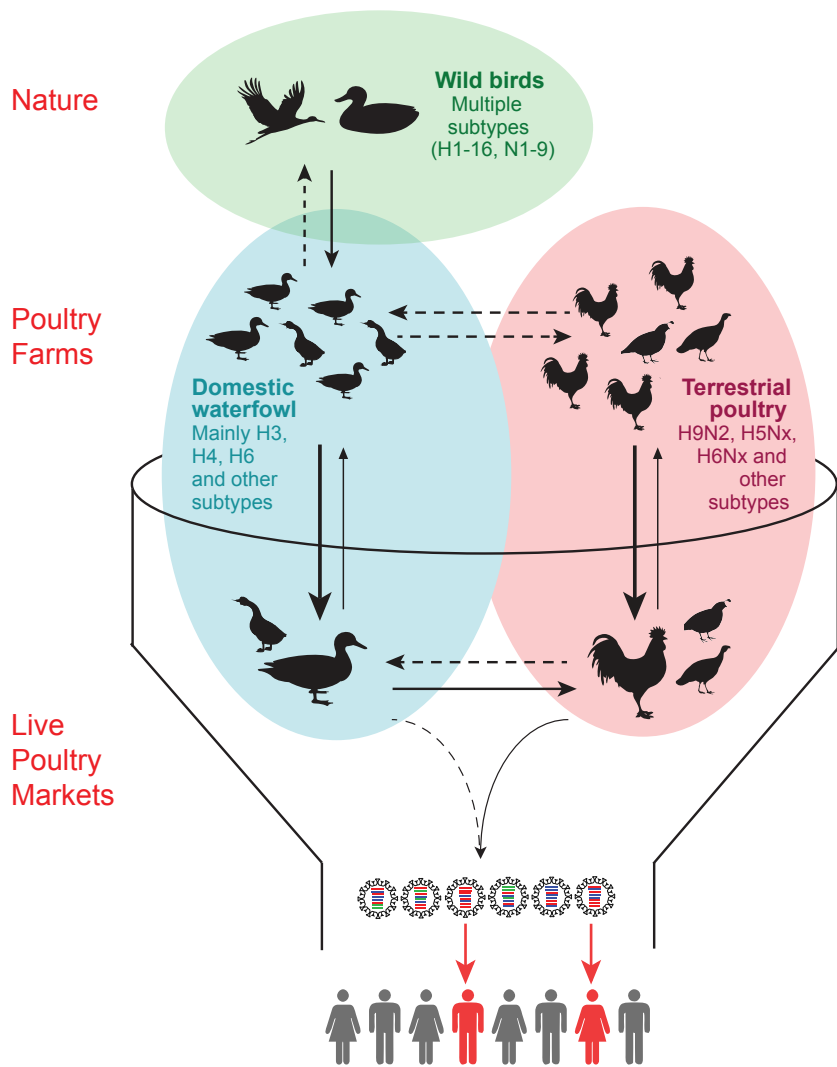 Nature
Wild birds
Multiple
subtypes
(H1-16, N1-9)
Poultry
Farms
Domestic
waterfowl
Mainly H3,
H4, H6
and other
subtypes
Terrestrial
poultry
H9N2, H5Nx,
H6Nx and
other
subtypes
Live
Poultry
Markets